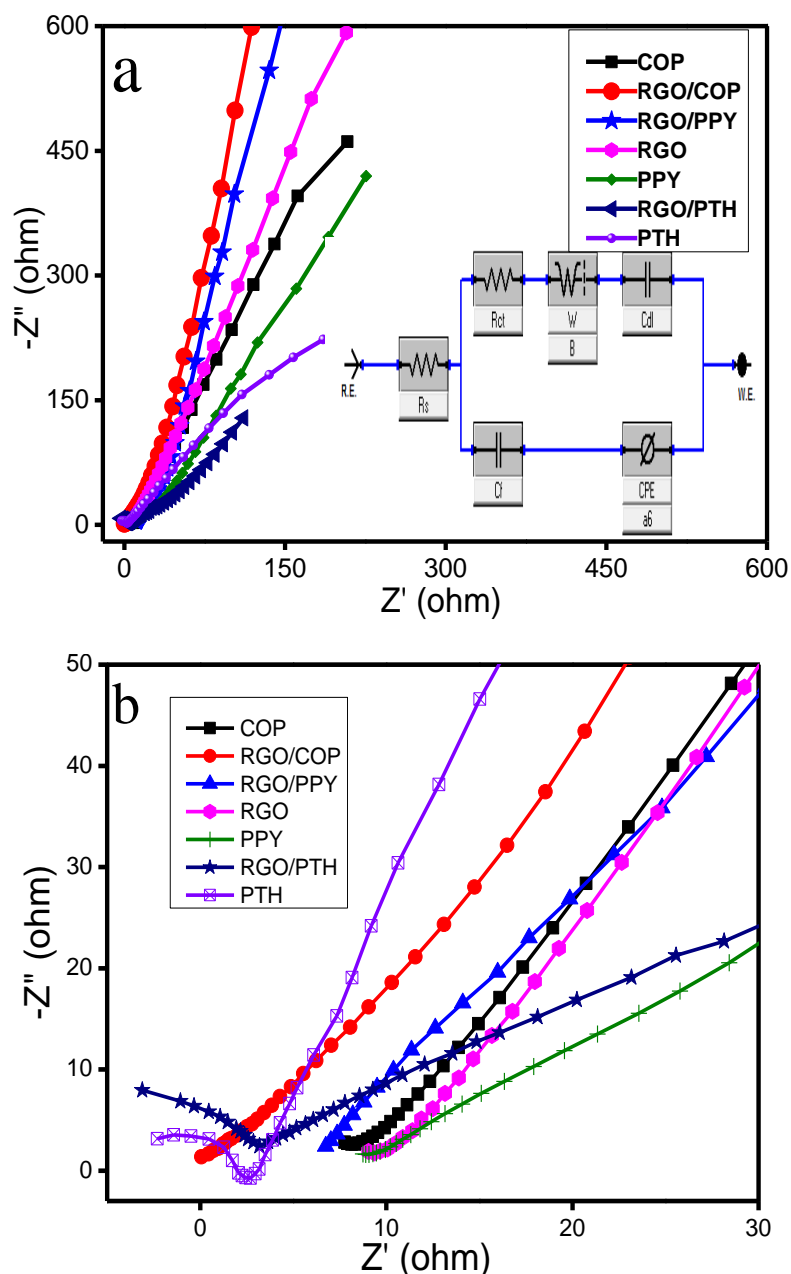 a
600
450
300
150
0
-Z" (ohm)
COP
RGO/COP
RGO/PPY
RGO
PPY
RGO/PTH
PTH
Rct
W
B
Cdl
R.E.
Rs
W.E.
Cf
CPE
a6
0 150 300 450 600
Z' (ohm)
b
50
40
30
20
10
0
-Z" (ohm)
COP
RGO/COP
RGO/PPY
RGO
PPY
RGO/PTH
PTH
0 10 20 30
Z' (ohm)